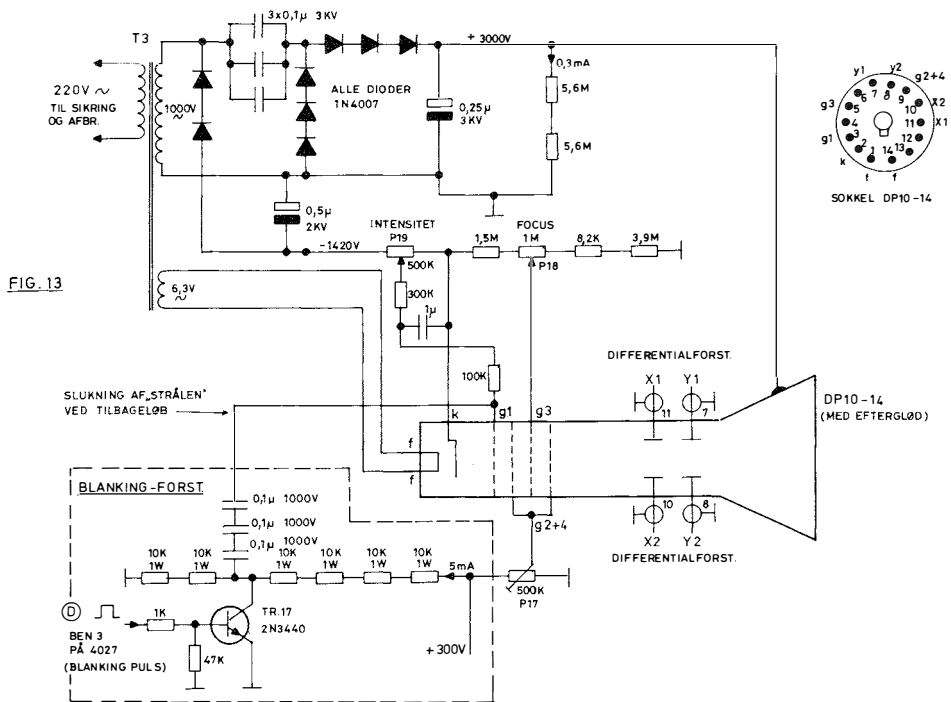 3x0,1µ 3KV
T3
+ 3000V
220V ~
TIL SIKRING
OG AFBR.
1000V
~
ALLE DIODER
1N4007
0,25µ
3KV
0,3mA
5,6M
5,6M
y1
y2
g2+4
X2
X1
g3
g1
k
f
f
1
2
3
4
5
6
7
8
9
10
11
12
13
14
SOKKEL DP10-14
0,5µ
2KV
-1420V
INTENSITET
P19
500K
300K
1µ
1,5M
FOCUS
1M
P18
8,2K
3,9M
FIG. 13
6,3V
~
100K
SLUKNING AF „STRÅLEN"
VED TILBAGELØB
k
g1
g3
f
f
g2+4
DIFFERENTIALFORST.
X1
Y1
11
7
DP10-14
(MED EFTERGLØD)
10
8
X2
Y2
DIFFERENTIALFORST.
BLANKING-FORST.
0,1µ 1000V
0,1µ 1000V
0,1µ 1000V
10K
1W
10K
1W
10K
1W
10K
1W
10K
1W
10K
1W
5mA
500K
P17
D
1K
TR.17
2N3440
BEN 3
PÅ 4027
(BLANKING PULS)
47K
+300V